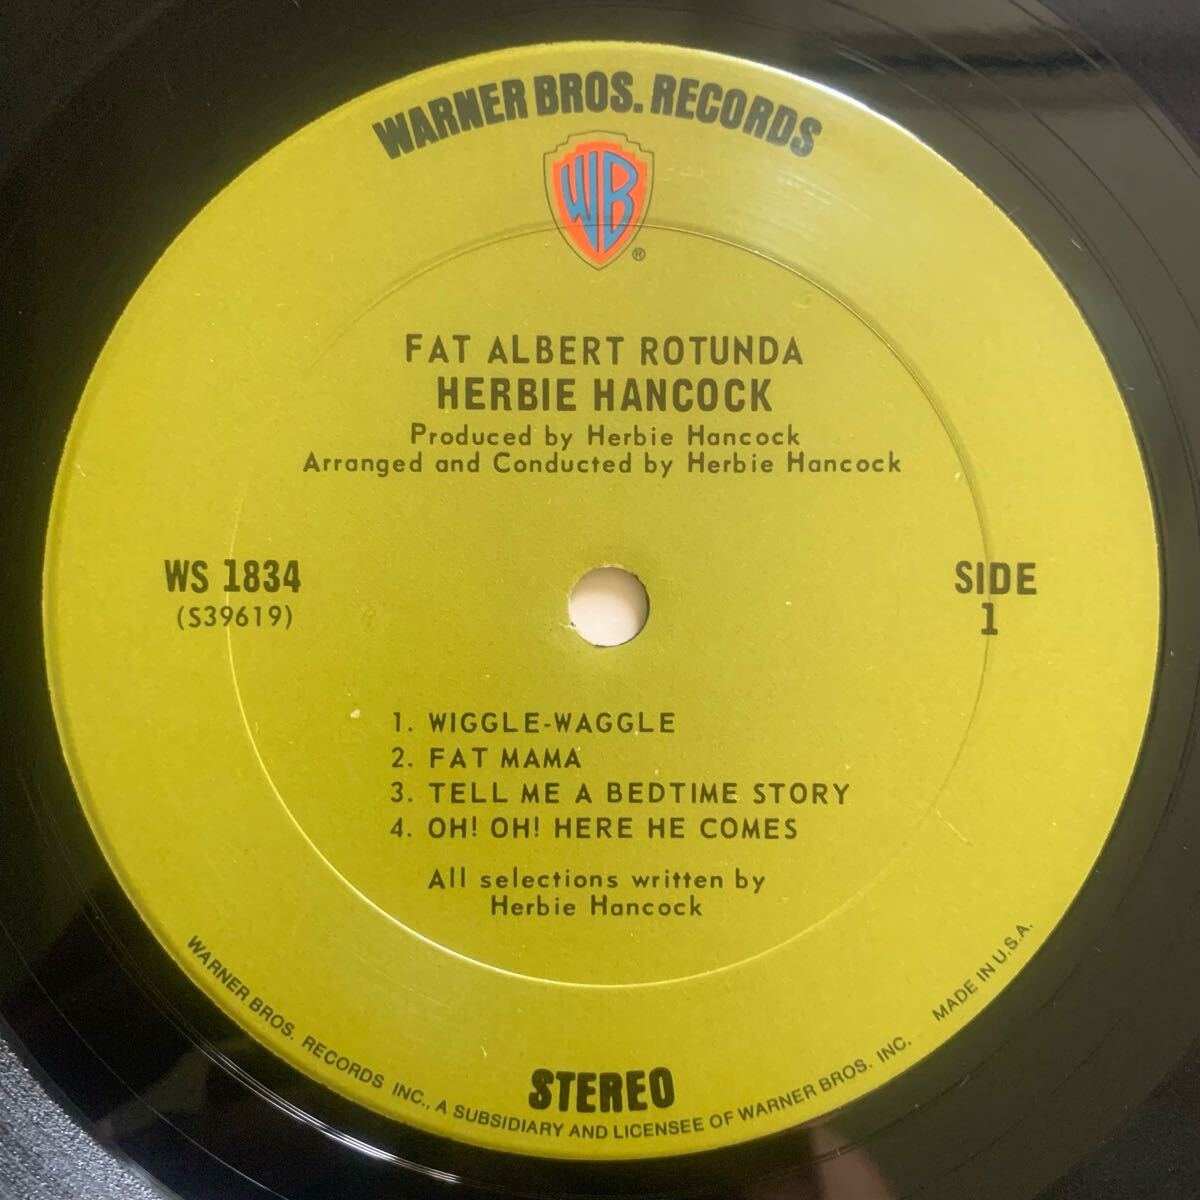 WARNER BROS. RECORDS
WB
®
FAT ALBERT ROTUNDA
HERBIE HANCOCK
Produced by Herbie Hancock
Arranged and Conducted by Herbie Hancock
WS 1834
(S39619)
SIDE
1
1. WIGGLE-WAGGLE
2. FAT MAMA
3. TELL ME A BEDTIME STORY
4. OH! OH! HERE HE COMES
All selections written by
Herbie Hancock
STEREO
WARNER BROS. RECORDS INC., A SUBSIDIARY AND LICENSEE OF WARNER BROS. INC. MADE IN U.S.A.